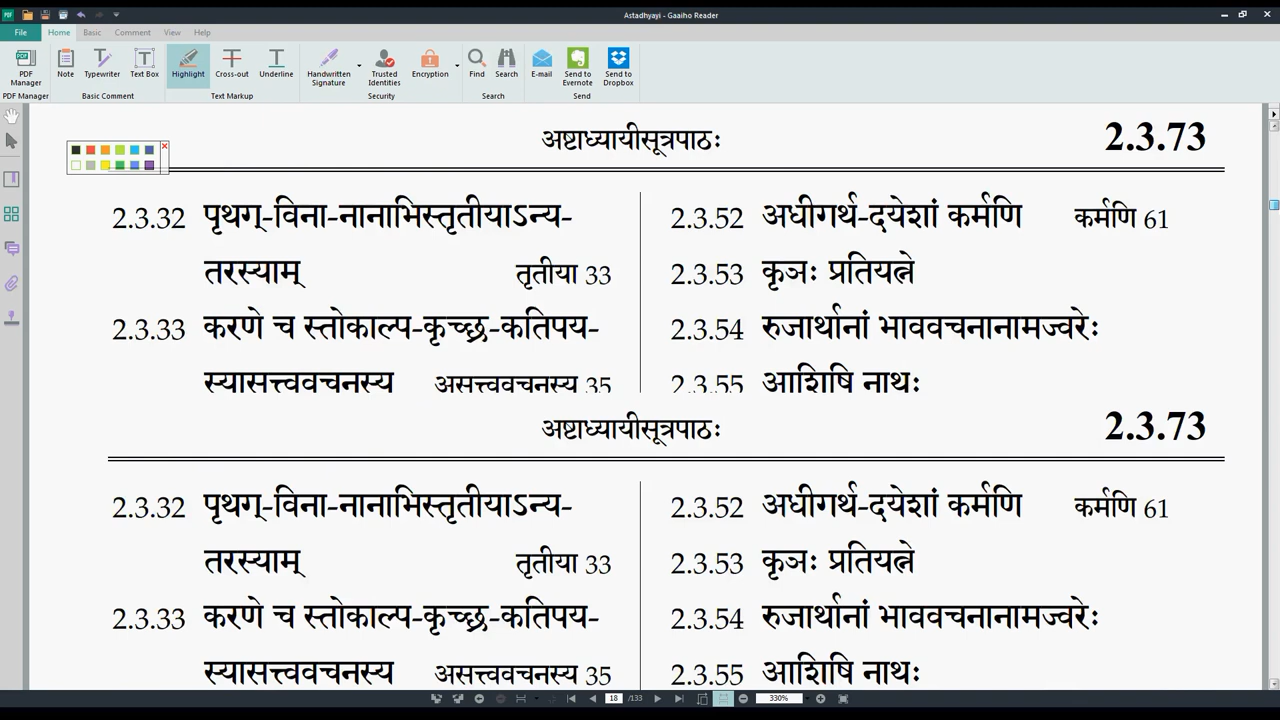 Astadhyayi - Gaaiho Reader
File Home Basic Comment View Help
PDF Manager Note Typewriter Text Box Highlight Cross-out Underline Handwritten Signature Trusted Identities Encryption Find Search E-mail Send to Evernote Send to Dropbox
PDF Manager Basic Comment Text Markup Security Search Send
अष्टाध्यायीसूत्रपाठः 2.3.73
2.3.32 पृथग्-विना-नानाभिस्तृतीयाऽन्य-
तरस्याम् तृतीया 33
2.3.33 करणे च स्तोकाल्प-कृच्छ्र-कतिपय-
स्यासत्त्ववचनस्य असत्त्ववचनस्य 35
2.3.52 अधीगर्थ-दयेशां कर्मणि कर्मणि 61
2.3.53 कृञः प्रतियत्ने
2.3.54 रुजार्थानां भाववचनानामज्वरेः
2.3.55 आशिषि नाथः
अष्टाध्यायीसूत्रपाठः 2.3.73
2.3.32 पृथग्-विना-नानाभिस्तृतीयाऽन्य-
तरस्याम् तृतीया 33
2.3.33 करणे च स्तोकाल्प-कृच्छ्र-कतिपय-
स्यासत्त्ववचनस्य असत्त्ववचनस्य 35
2.3.52 अधीगर्थ-दयेशां कर्मणि कर्मणि 61
2.3.53 कृञः प्रतियत्ने
2.3.54 रुजार्थानां भाववचनानामज्वरेः
2.3.55 आशिषि नाथः
18 /133 330%